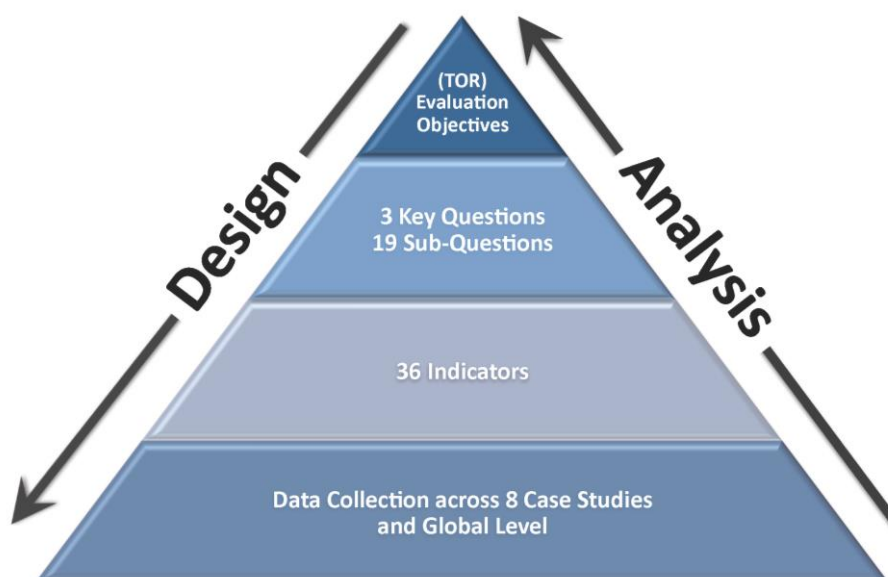 (TOR)
Evaluation
Objectives
Design
Analysis
3 Key Questions
19 Sub-Questions
36 Indicators
Data Collection across 8 Case Studies
and Global Level